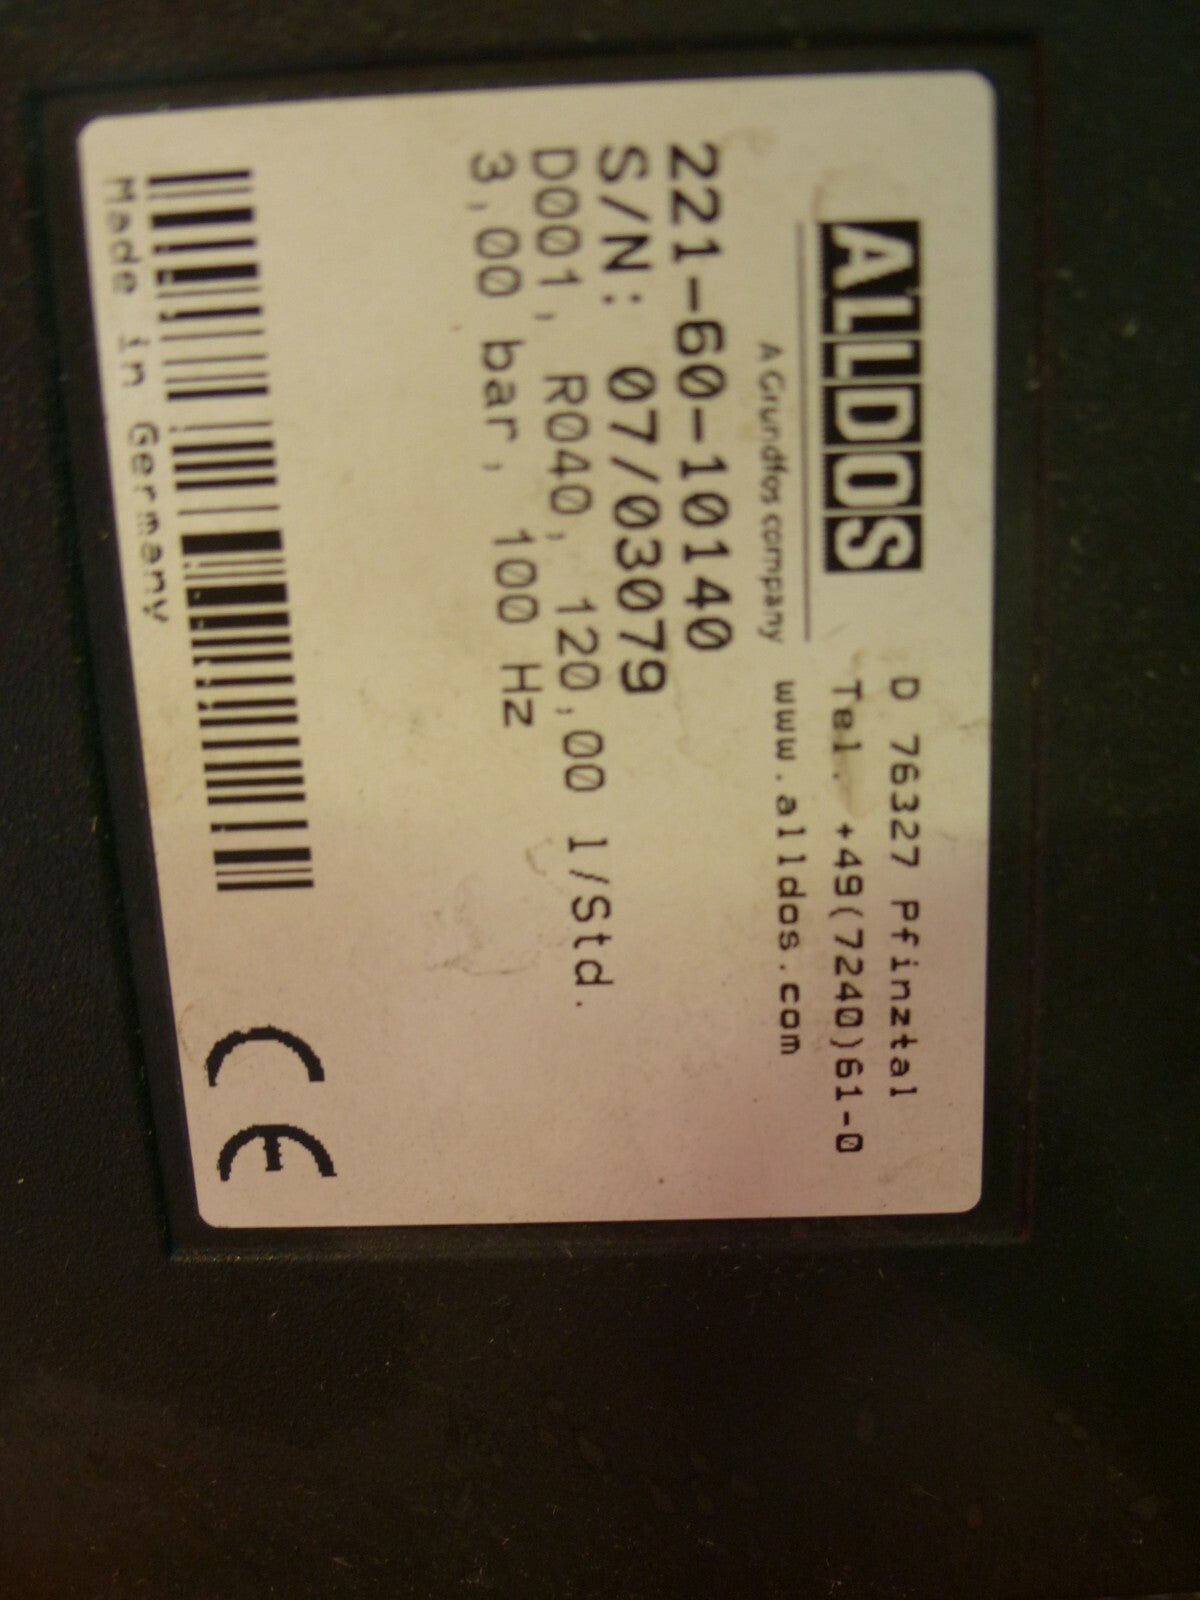 ALLDOS
A Grundfos company
D 76327 Pfinztal
Tel. +49(7240)61-0
www.alldos.com
221-60-10140
S/N: 07/03079
D001, R040, 120,00 l/Std.
3,00 bar, 100 Hz
Made in Germany
CE